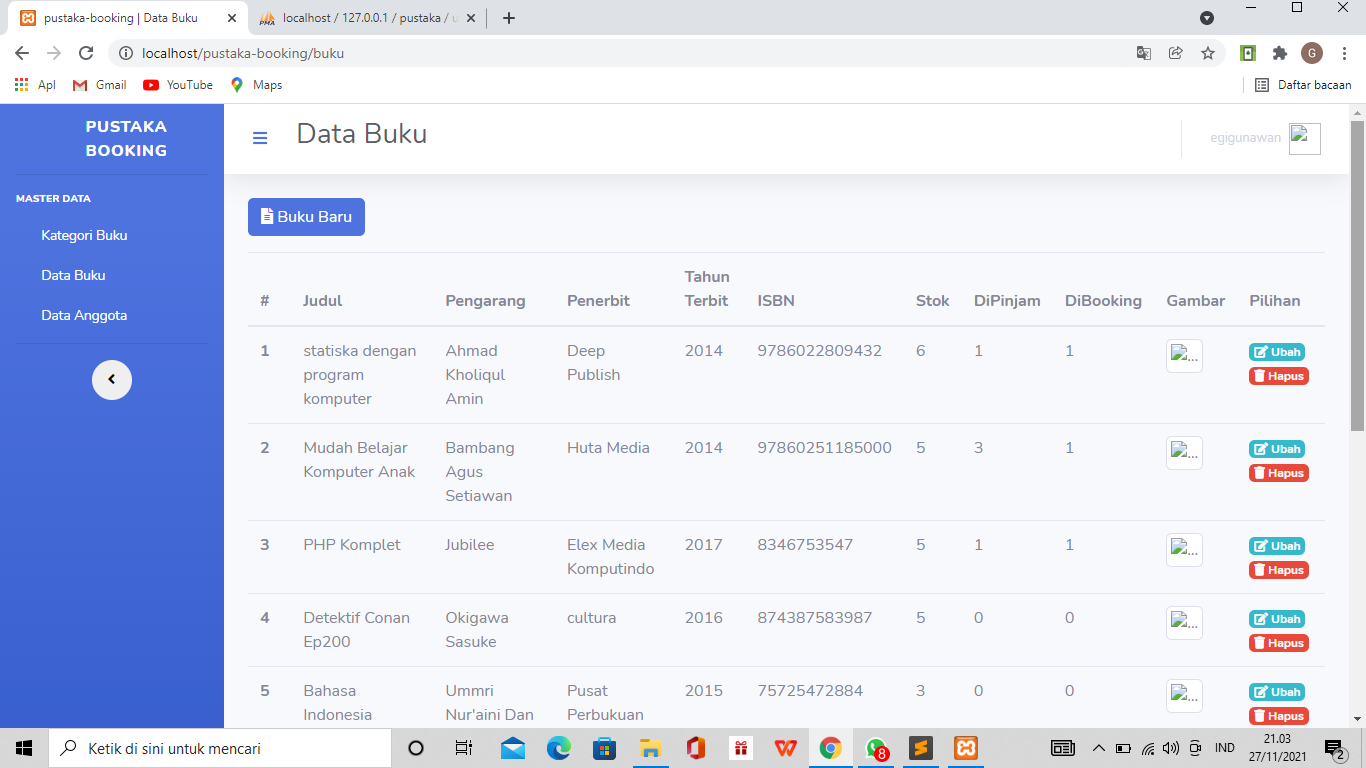 pustaka-booking | Data Buku
localhost / 127.0.0.1 / pustaka / u
localhost/pustaka-booking/buku
G
Apl
Gmail
YouTube
Maps
Daftar bacaan
PUSTAKA
BOOKING
MASTER DATA
Kategori Buku
Data Buku
Data Anggota
Data Buku
egigunawan
Buku Baru
# Judul Pengarang Penerbit Tahun Terbit ISBN Stok DiPinjam DiBooking Gambar Pilihan
1 statiska dengan program komputer Ahmad Kholiqul Amin Deep Publish 2014 9786022809432 6 1 1 ... Ubah Hapus
2 Mudah Belajar Komputer Anak Bambang Agus Setiawan Huta Media 2014 97860251185000 5 3 1 ... Ubah Hapus
3 PHP Komplet Jubilee Elex Media Komputindo 2017 8346753547 5 1 1 ... Ubah Hapus
4 Detektif Conan Ep200 Okigawa Sasuke cultura 2016 874387583987 5 0 0 ... Ubah Hapus
5 Bahasa Indonesia Ummri Nur'aini Dan Pusat Perbukuan 2015 75725472884 3 0 0 ... Ubah Hapus
Ketik di sini untuk mencari
8
IND
21.03
27/11/2021
2